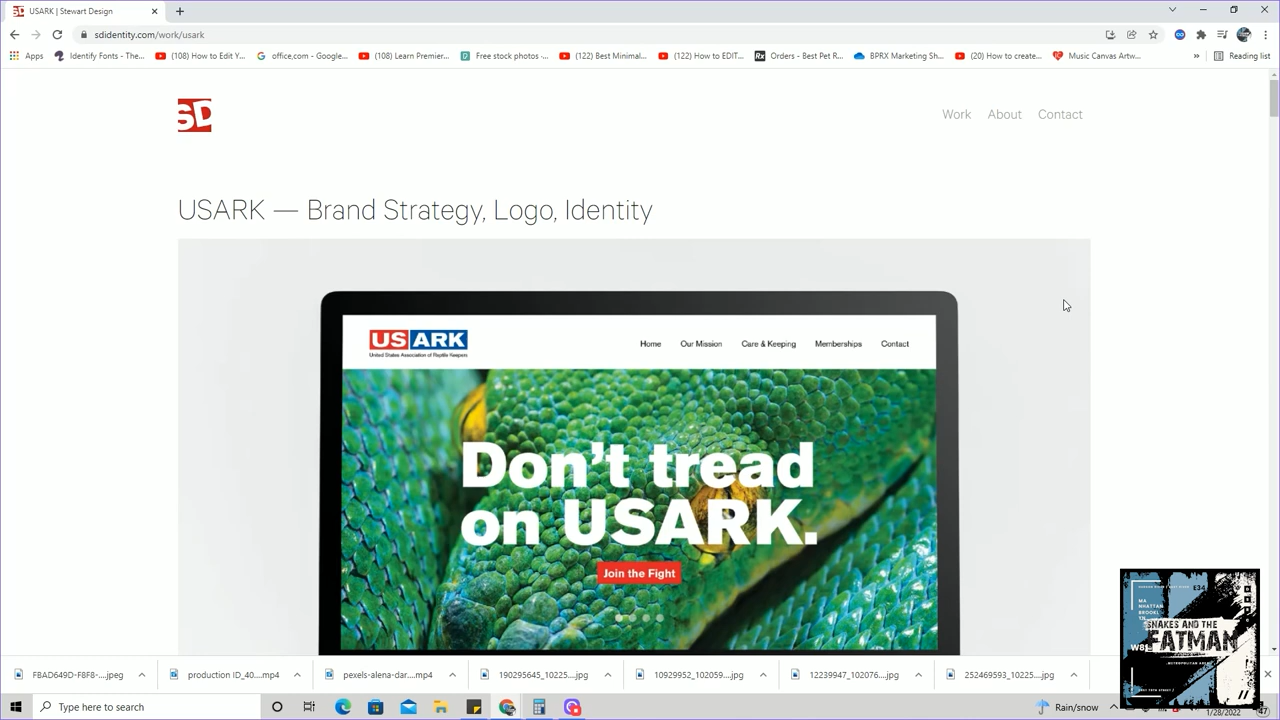 USARK | Stewart Design
sdidentity.com/work/usark
Apps
Identify Fonts - The...
(108) How to Edit Y...
office.com - Google...
(108) Learn Premier...
Free stock photos -...
(122) Best Minimal...
(122) How to EDIT...
Orders - Best Pet R...
BPRX Marketing Sh...
(20) How to create...
Music Canvas Artw...
Reading list
SD
Work About Contact
USARK — Brand Strategy, Logo, Identity
USARK
United States Association of Reptile Keepers
Home Our Mission Care & Keeping Memberships Contact
Don't tread
on USARK.
Join the Fight
E34
MA
NHATTAN
BROOKL
YN
SNAKES AND THE
FATMAN
FBAD649D-F8F8-....jpeg
production ID_40....mp4
pexels-alena-dar....mp4
10929952_102059....jpg
12239947_102076....jpg
252469593_10225....jpg
Type here to search
Rain/snow
1/28/2022